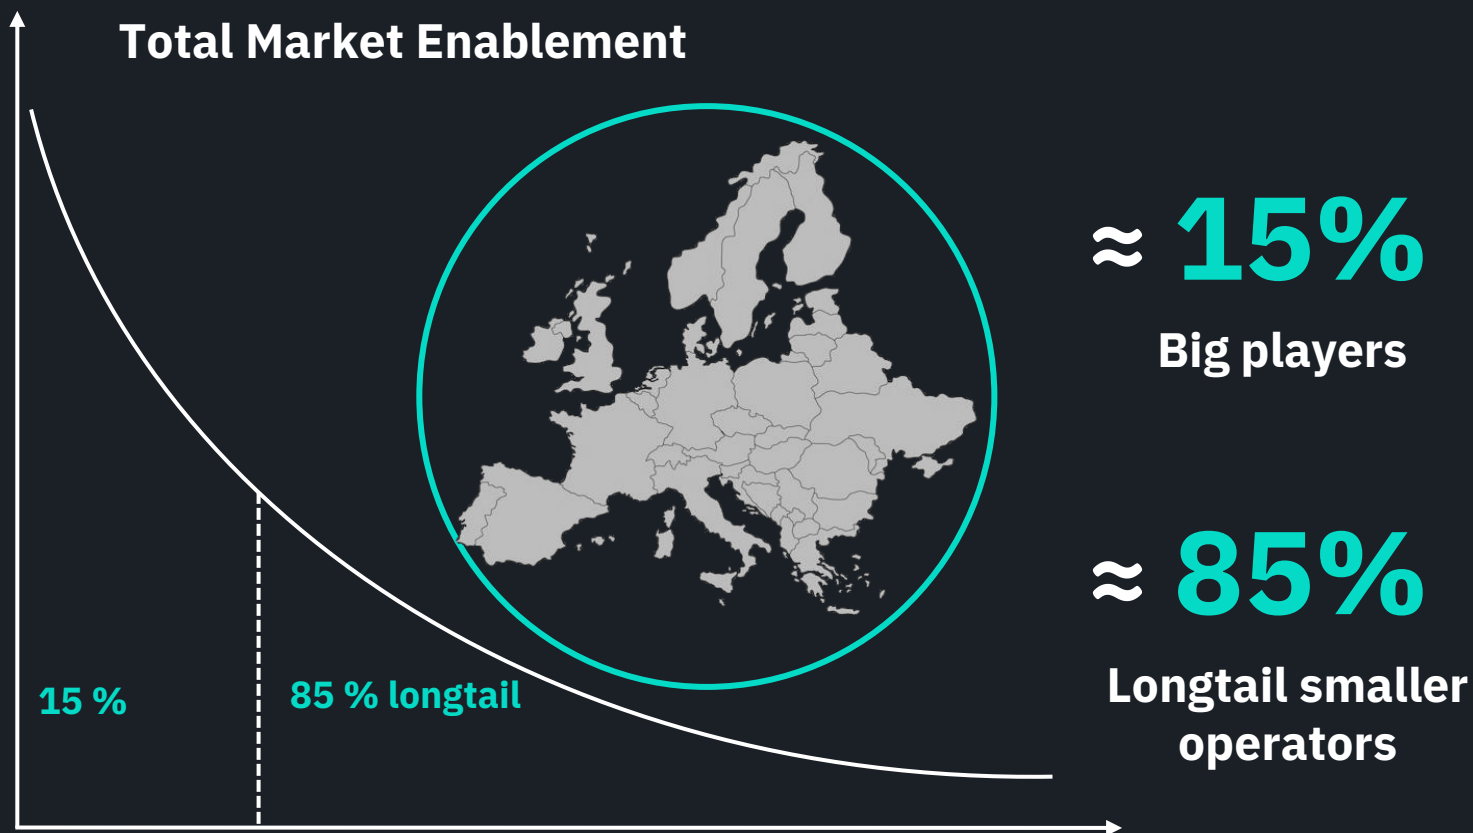 Total Market Enablement
≈ 15%
Big players
≈ 85%
Longtail smaller
operators
15 %
85 % longtail